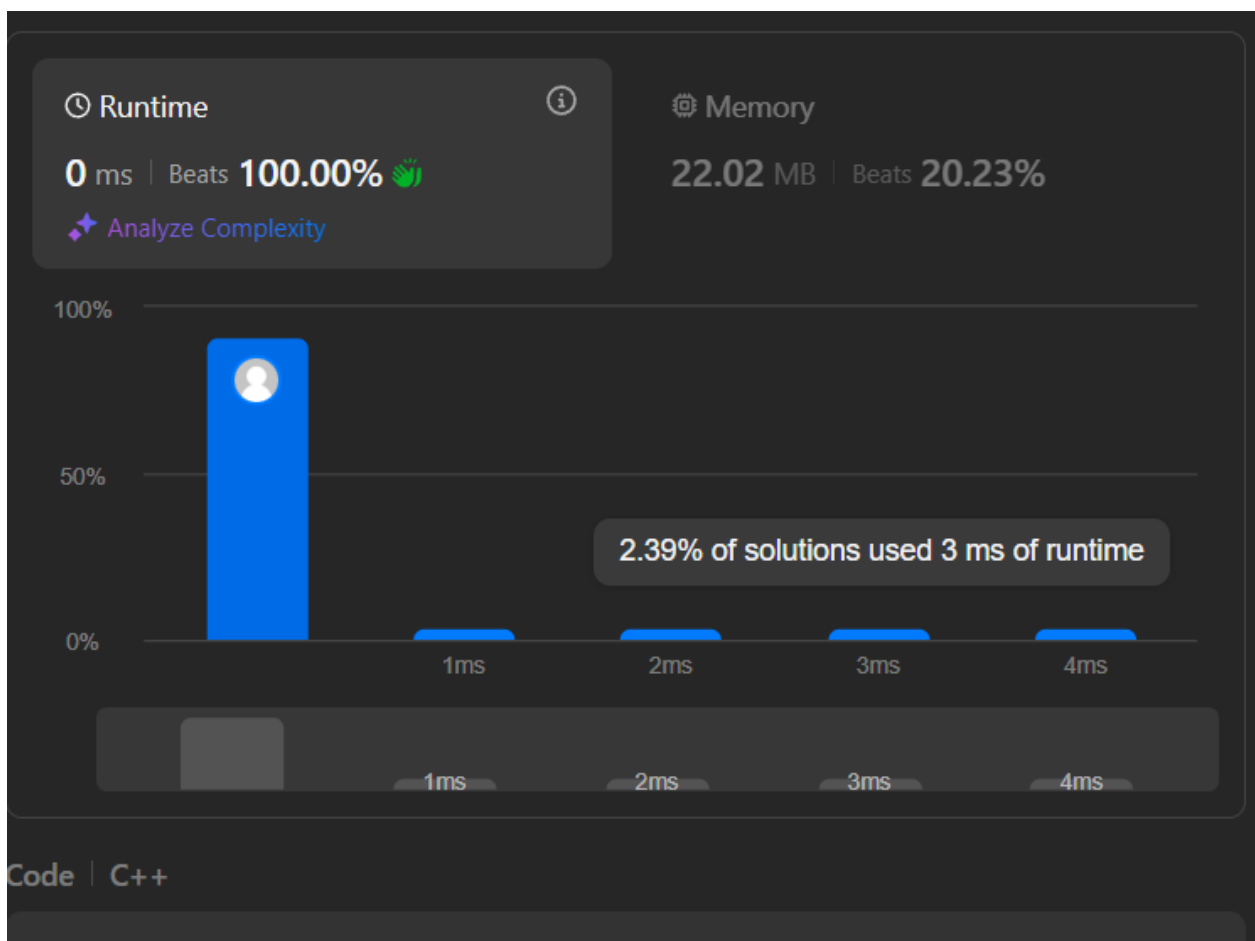 Runtime
0 ms | Beats 100.00%
Analyze Complexity
Memory
22.02 MB | Beats 20.23%
100%
50%
0%
2.39% of solutions used 3 ms of runtime
1ms 2ms 3ms 4ms
1ms 2ms 3ms 4ms
Code | C++